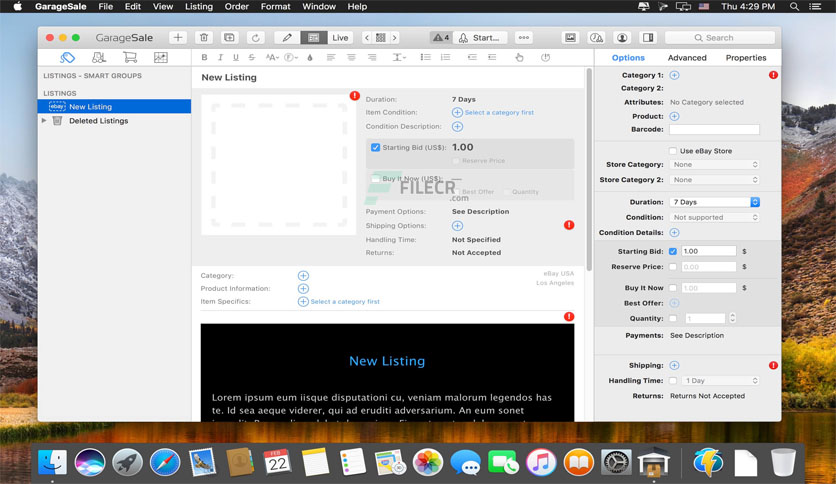 GarageSale File Edit View Listing Order Format Window Help Thu 4:29 PM
GarageSale Live 4 Start... Search
B I U S
Options Advanced Properties
LISTINGS - SMART GROUPS
LISTINGS
ebay New Listing
Deleted Listings
New Listing
Duration: 7 Days
Item Condition: Select a category first
Condition Description:
Starting Bid (US$): 1.00
Reserve Price
Buy It Now (US$): —
Best Offer Quantity
FILECR
.com
Payment Options: See Description
Shipping Options:
Handling Time: Not Specified
Returns: Not Accepted
Category:
Product Information:
Item Specifics: Select a category first
eBay USA
Los Angeles
New Listing
Lorem ipsum eum iisque disputationi cu, veniam malorum legendos has
te. Id sea aeque viderer, qui ad eruditi adversarium. An eum sonet
Category 1:
Category 2:
Attributes: No Category selected
Product:
Barcode:
Use eBay Store
Store Category: None
Store Category 2: None
Duration: 7 Days
Condition: Not supported
Condition Details:
Starting Bid: 1.00 $
Reserve Price: 0.00 $
Buy It Now 1.00 $
Best Offer:
Quantity: 1
Payments: See Description
Shipping:
Handling Time: 1 Day
Returns: Returns Not Accepted
FEB
22